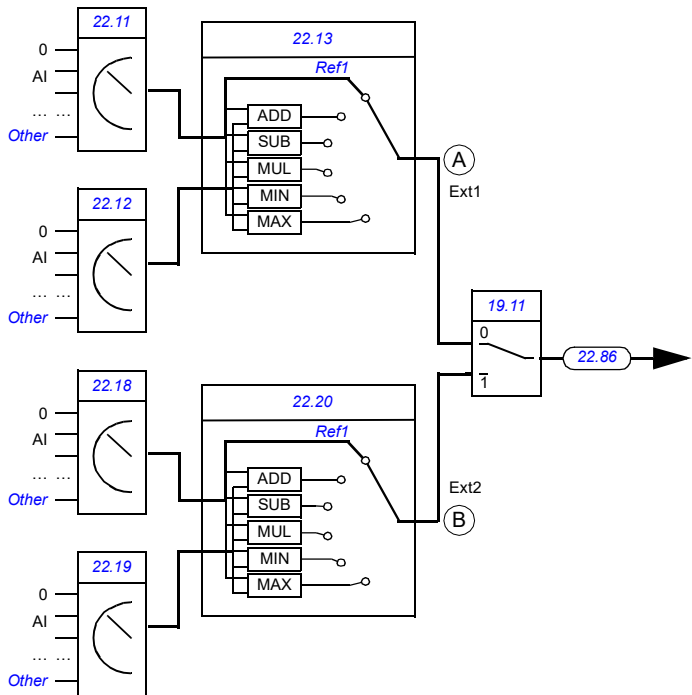 22.11
0
AI
... ...
Other
22.13
Ref1
ADD
SUB
MUL
MIN
MAX
A
Ext1
22.12
0
AI
... ...
Other
19.11
0
1
22.86
22.18
0
AI
... ...
Other
22.20
Ref1
ADD
SUB
MUL
MIN
MAX
Ext2
B
22.19
0
AI
... ...
Other